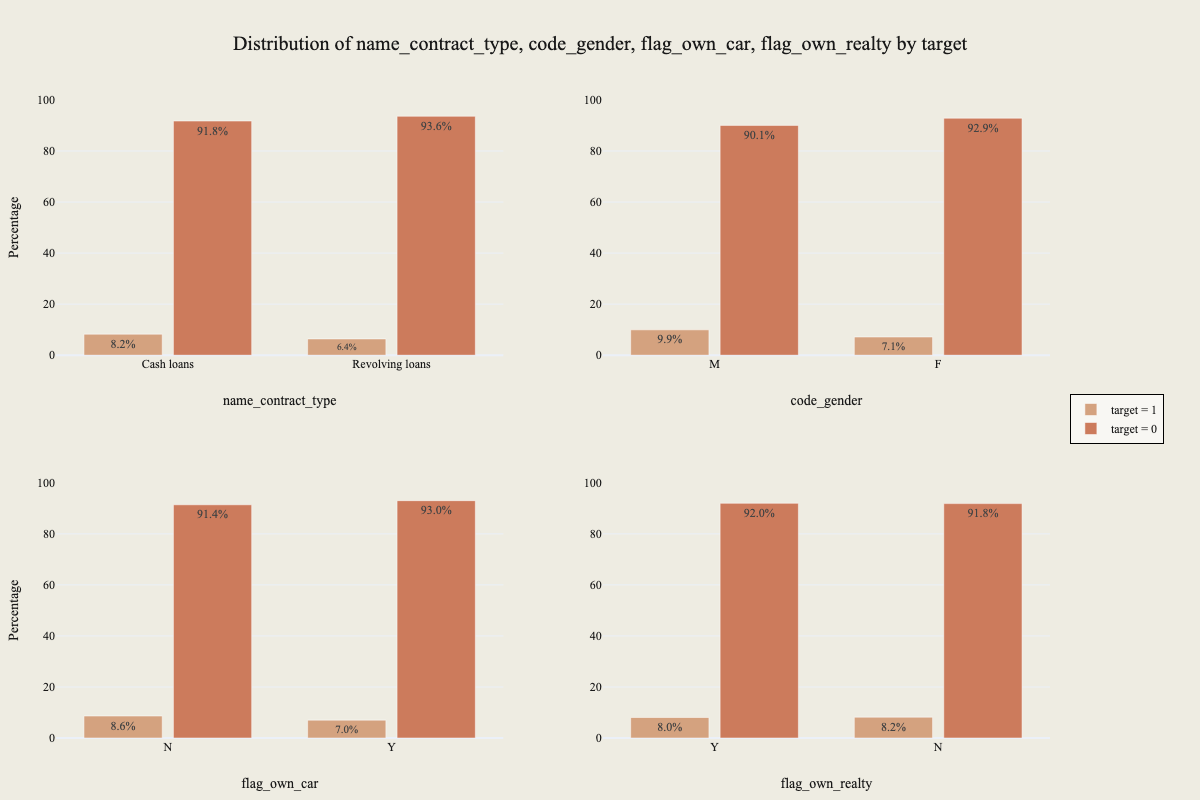 Distribution of name_contract_type, code_gender, flag_own_car, flag_own_realty by target
Percentage
100
80
60
40
20
0
8.2%
91.8%
6.4%
93.6%
Cash loans
Revolving loans
name_contract_type
100
80
60
40
20
0
9.9%
90.1%
7.1%
92.9%
M
F
code_gender
target = 1
target = 0
Percentage
100
80
60
40
20
0
8.6%
91.4%
7.0%
93.0%
N
Y
flag_own_car
100
80
60
40
20
0
8.0%
92.0%
8.2%
91.8%
Y
N
flag_own_realty